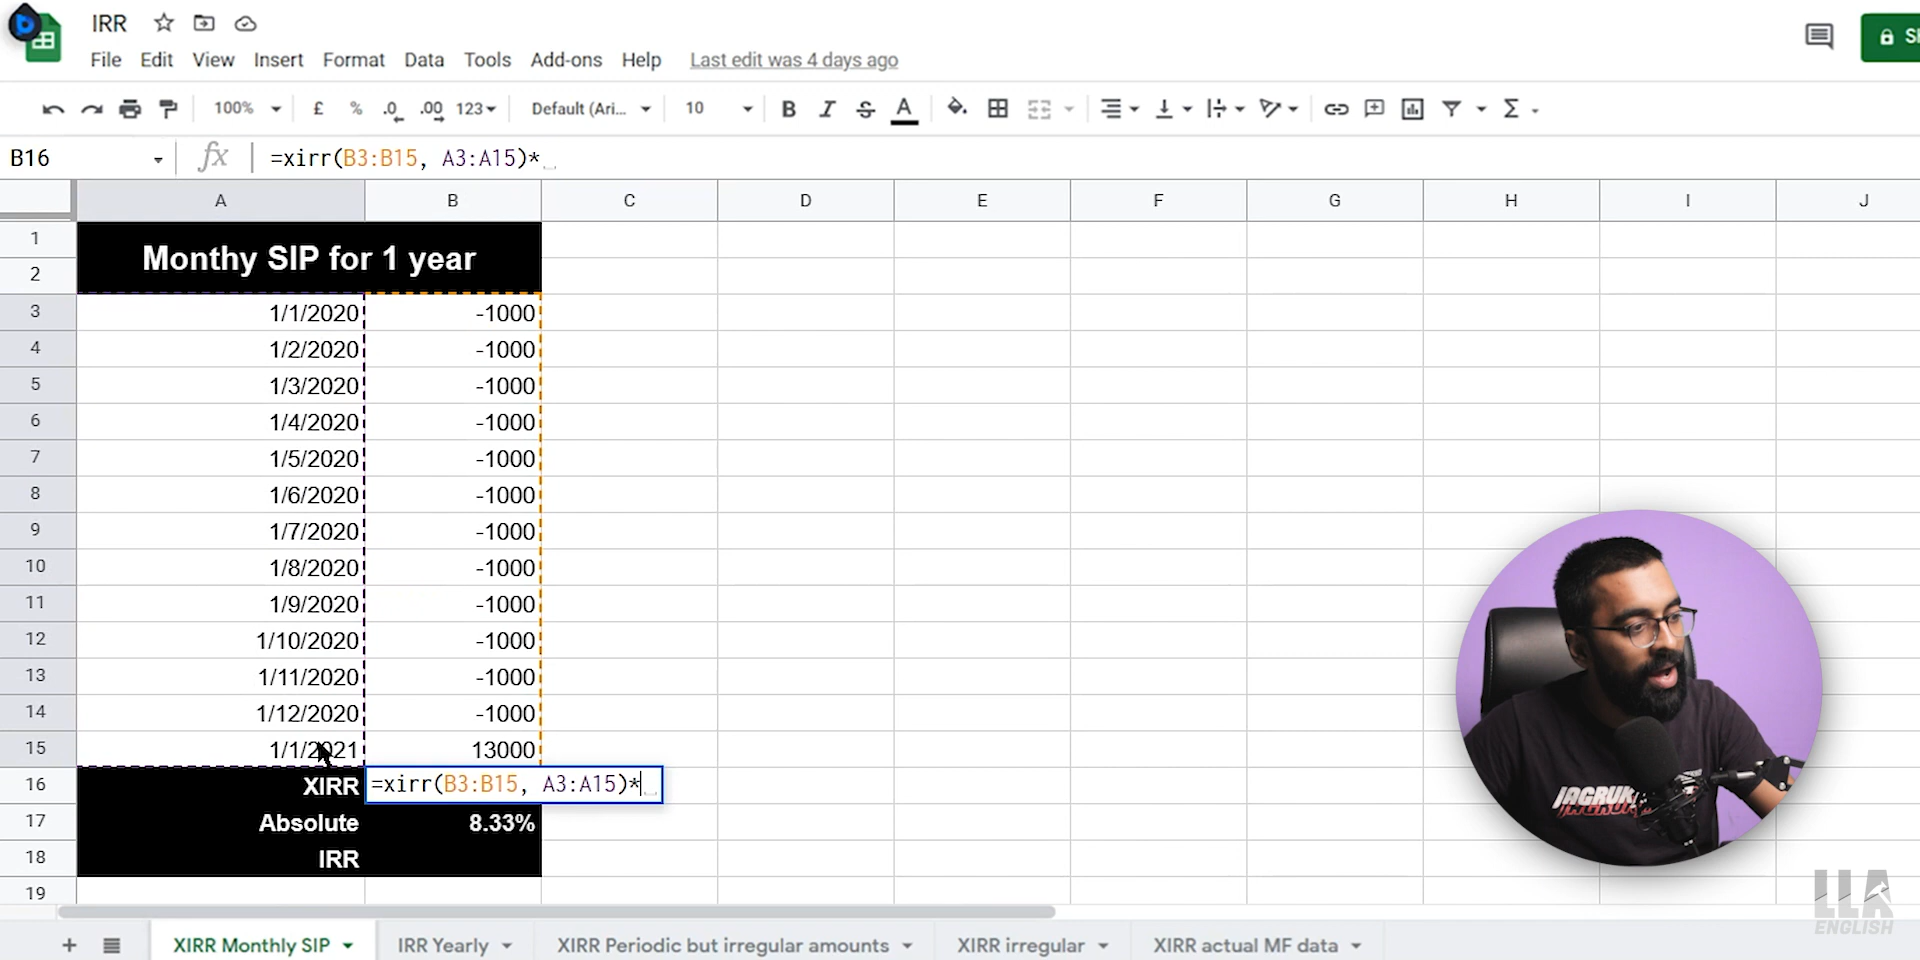 IRR
File Edit View Insert Format Data Tools Add-ons Help Last edit was 4 days ago
100% £ % .0 .00 123 Default (Ari... 10 B I S A Σ
B16 fx =xirr(B3:B15, A3:A15)*
A B C D E F G H I J
1 Monthy SIP for 1 year
2
3 1/1/2020 -1000
4 1/2/2020 -1000
5 1/3/2020 -1000
6 1/4/2020 -1000
7 1/5/2020 -1000
8 1/6/2020 -1000
9 1/7/2020 -1000
10 1/8/2020 -1000
11 1/9/2020 -1000
12 1/10/2020 -1000
13 1/11/2020 -1000
14 1/12/2020 -1000
15 1/1/2021 13000
16 XIRR =xirr(B3:B15, A3:A15)*
17 Absolute 8.33%
18 IRR
19
LLA
ENGLISH
+ XIRR Monthly SIP IRR Yearly XIRR Periodic but irregular amounts XIRR irregular XIRR actual MF data